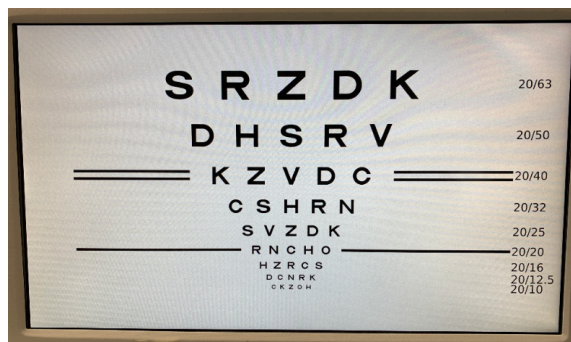 S R Z D K 20/63
D H S R V 20/50
K Z V D C 20/40
C S H R N 20/32
S V Z D K 20/25
R N C H O 20/20
H Z R C S 20/16
D C N R K 20/12.5
C K Z O H 20/10